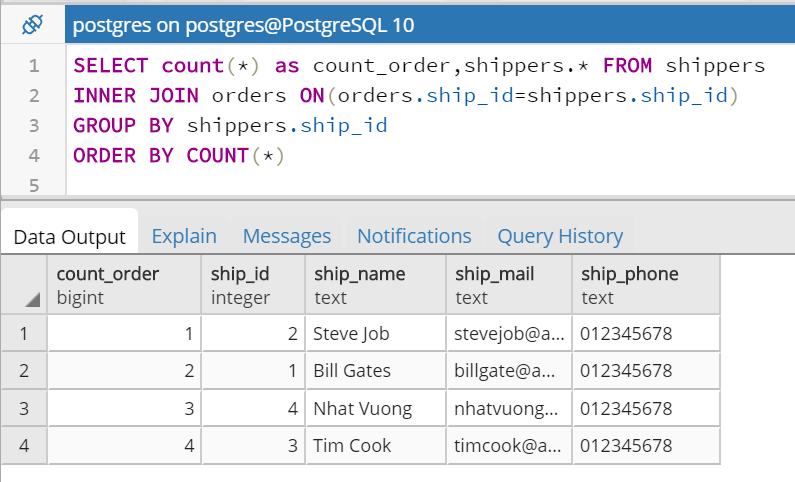 postgres on postgres@PostgreSQL 10
1 SELECT count(*) as count_order,shippers.* FROM shippers
2 INNER JOIN orders ON(orders.ship_id=shippers.ship_id)
3 GROUP BY shippers.ship_id
4 ORDER BY COUNT(*)
5
Data Output Explain Messages Notifications Query History
count_order ship_id ship_name ship_mail ship_phone
bigint integer text text text
1 1 2 Steve Job stevejob@a... 012345678
2 2 1 Bill Gates billgate@a... 012345678
3 3 4 Nhat Vuong nhatvuong... 012345678
4 4 3 Tim Cook timcook@a... 012345678